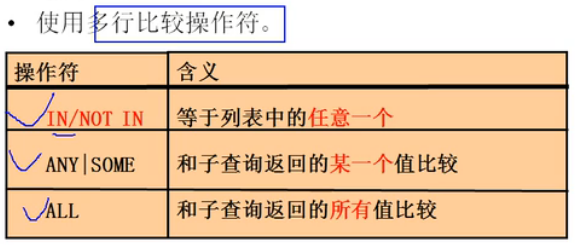 • 使用多行比较操作符。
操作符 含义
IN/NOT IN 等于列表中的任意一个
ANY|SOME 和子查询返回的某一个值比较
ALL 和子查询返回的所有值比较